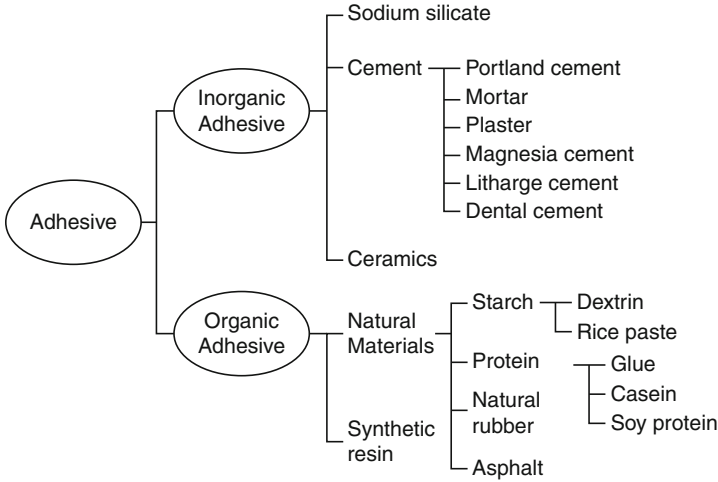 Sodium silicate
Cement
Portland cement
Mortar
Plaster
Magnesia cement
Litharge cement
Dental cement
Inorganic
Adhesive
Adhesive
Ceramics
Organic
Adhesive
Natural
Materials
Starch
Dextrin
Rice paste
Protein
Glue
Casein
Soy protein
Natural
rubber
Asphalt
Synthetic
resin